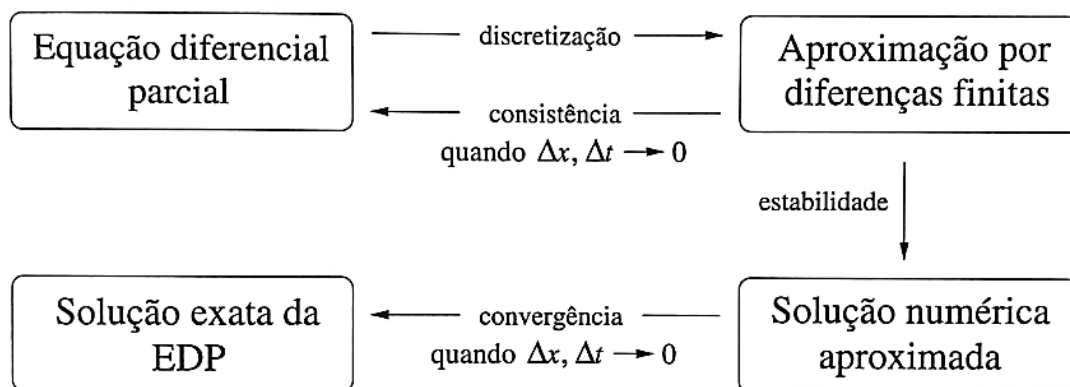 Equação diferencial
parcial
discretização
consistência
quando Δx, Δt → 0
Aproximação por
diferenças finitas
estabilidade
Solução exata da
EDP
convergência
quando Δx, Δt → 0
Solução numérica
aproximada